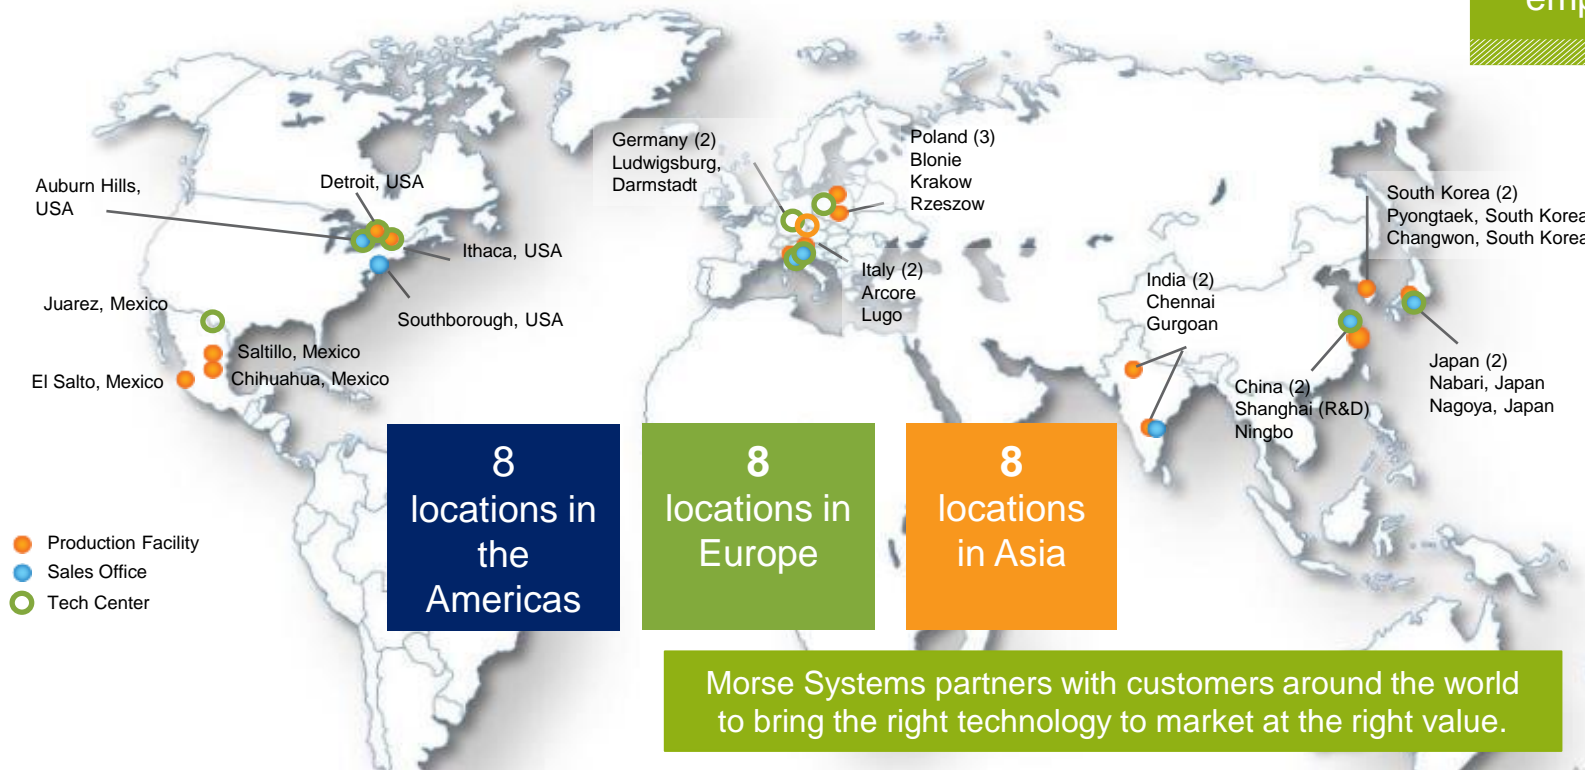 emp
Germany (2)
Ludwigsburg,
Darmstadt
Poland (3)
Blonie
Krakow
Rzeszow
Auburn Hills,
USA
Detroit, USA
South Korea (2)
Pyongtaek, South Korea
Changwon, South Korea
Ithaca, USA
Italy (2)
Arcore
Lugo
India (2)
Chennai
Gurgoan
Juarez, Mexico
Southborough, USA
Saltillo, Mexico
El Salto, Mexico
Chihuahua, Mexico
China (2)
Shanghai (R&D)
Ningbo
Japan (2)
Nabari, Japan
Nagoya, Japan
8
locations in
the
Americas
8
locations in
Europe
8
locations
in Asia
Production Facility
Sales Office
Tech Center
Morse Systems partners with customers around the world
to bring the right technology to market at the right value.